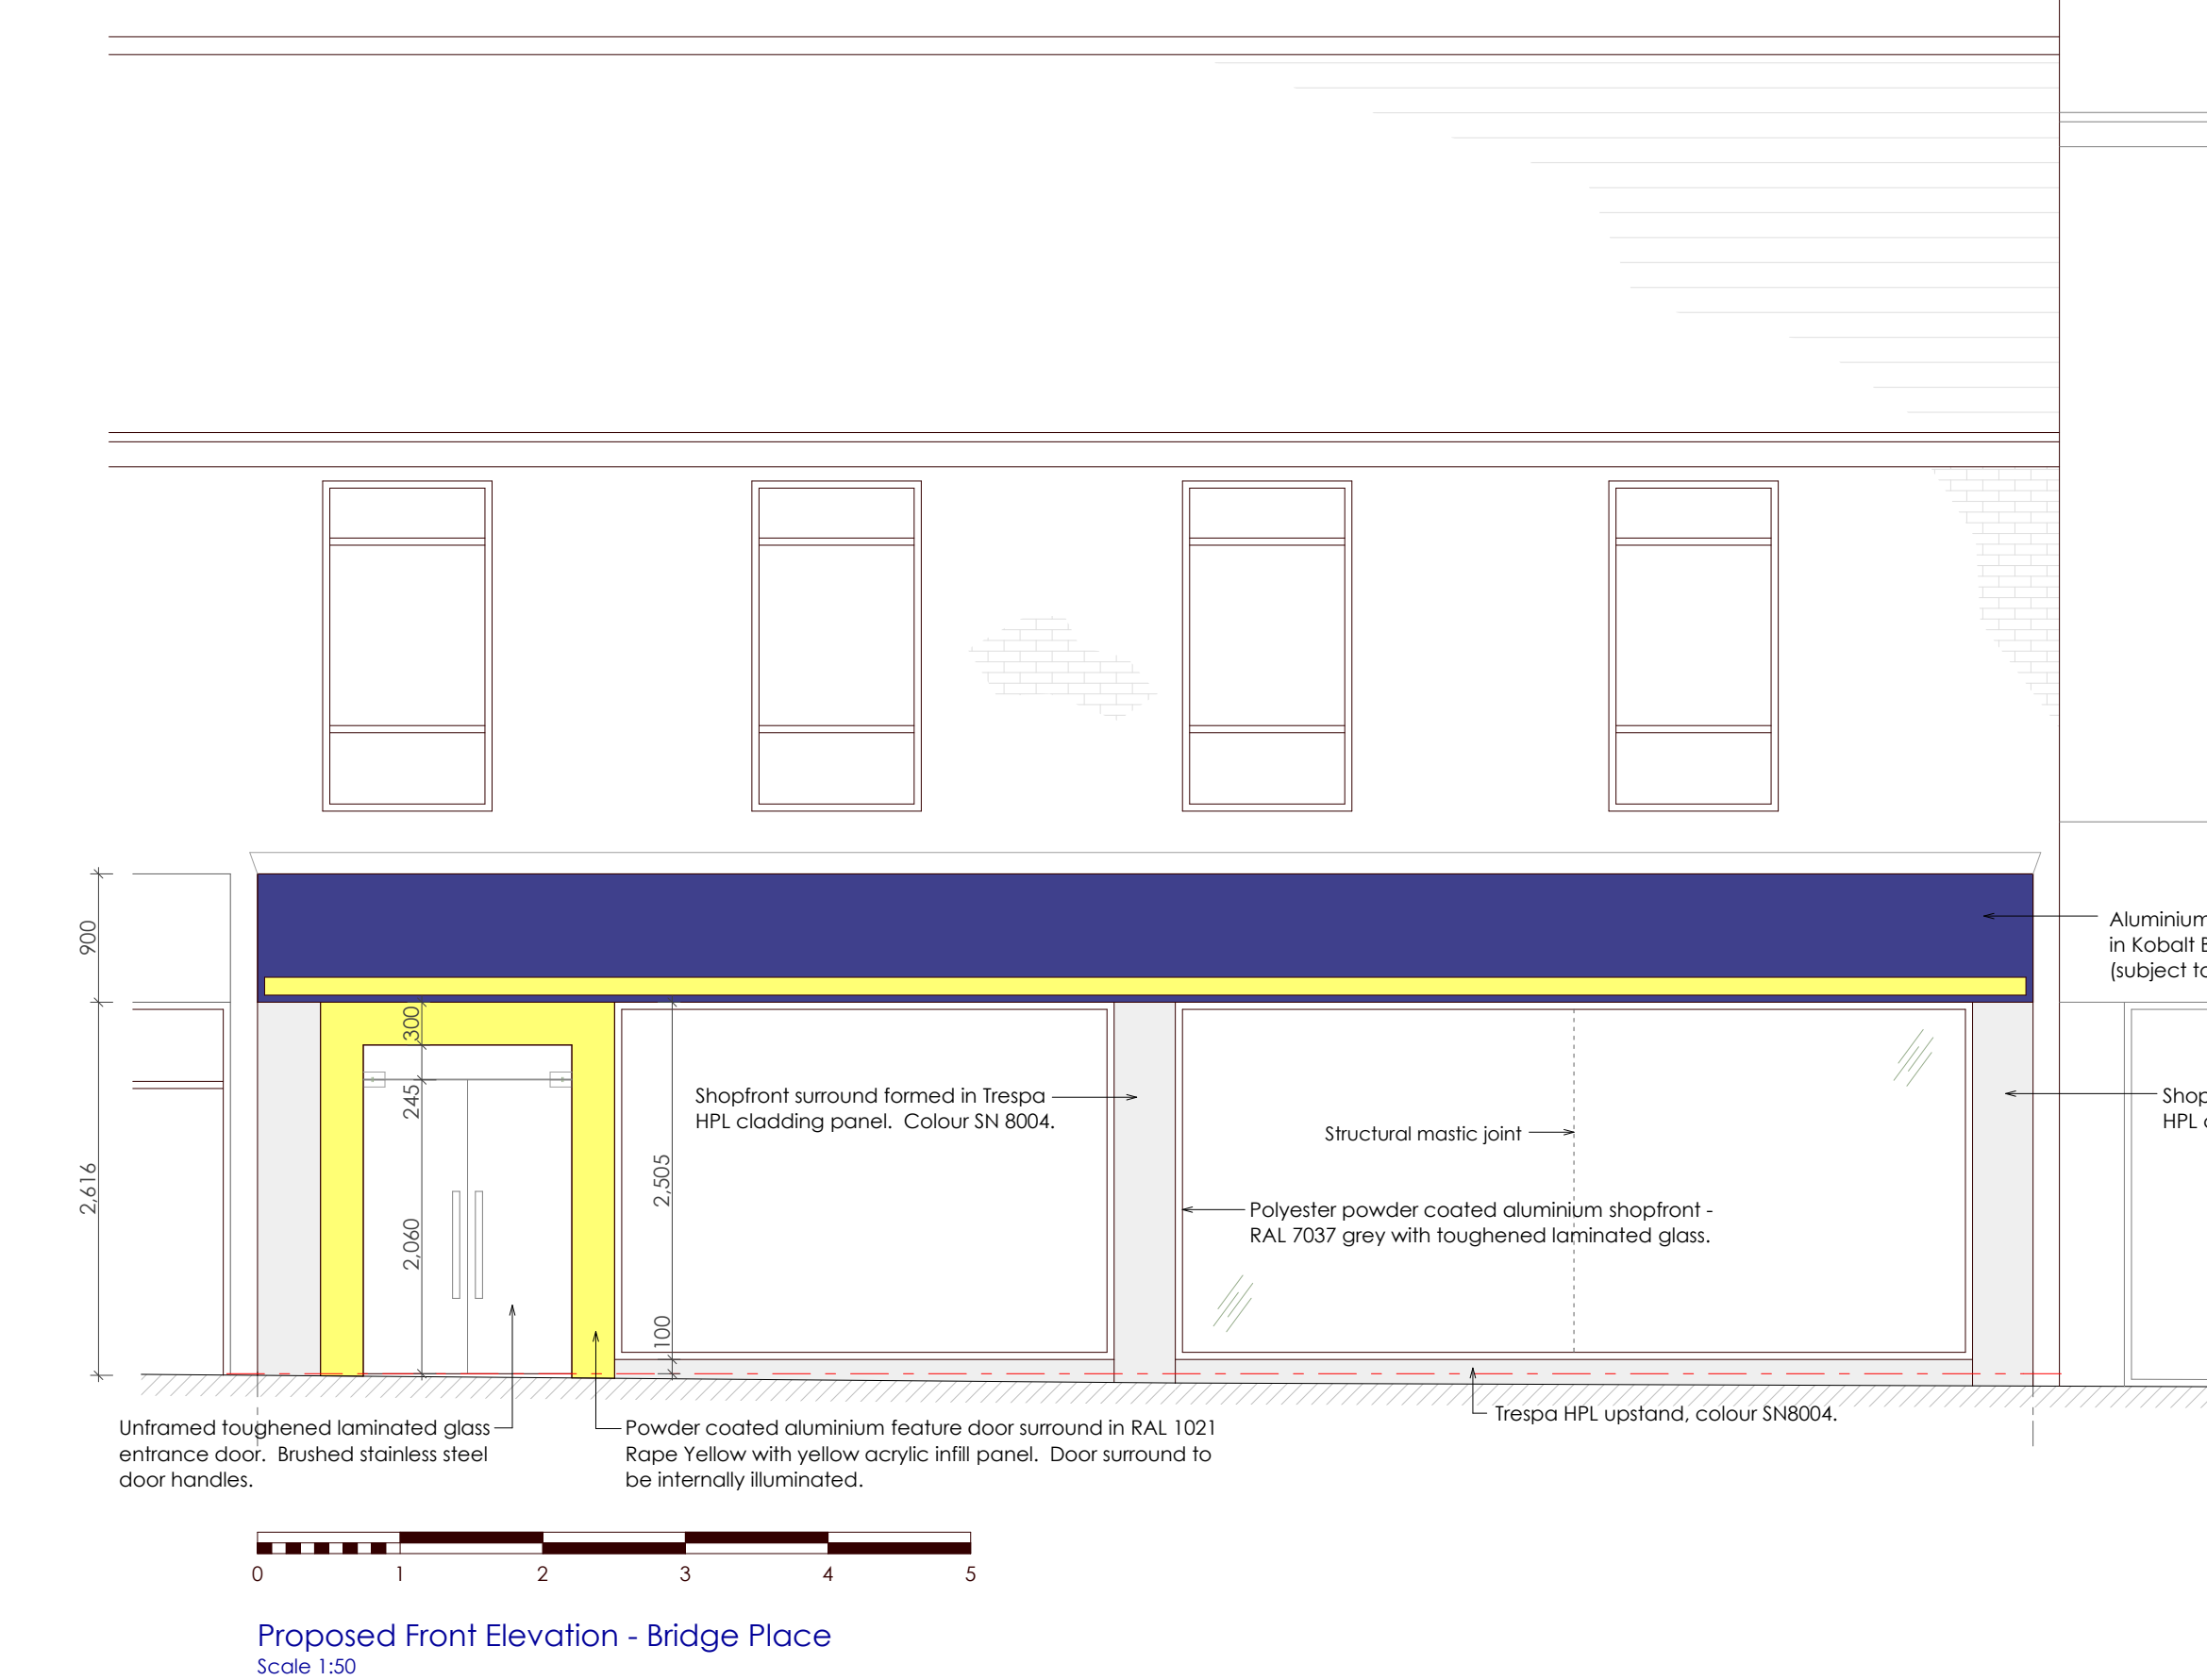 900
Aluminium
in Kobalt
(subject
300
245
2,060
2,616
2,505
100
Shopfront surround formed in Trespa
HPL cladding panel.  Colour SN 8004.
Structural mastic joint
Shop
HPL
Polyester powder coated aluminium shopfront -
RAL 7037 grey with toughened laminated glass.
Trespa HPL upstand, colour SN8004.
Unframed toughened laminated glass
entrance door.  Brushed stainless steel
door handles.
Powder coated aluminium feature door surround in RAL 1021
Rape Yellow with yellow acrylic infill panel.  Door surround to
be internally illuminated.
0 1 2 3 4 5
Proposed Front Elevation - Bridge Place
Scale 1:50